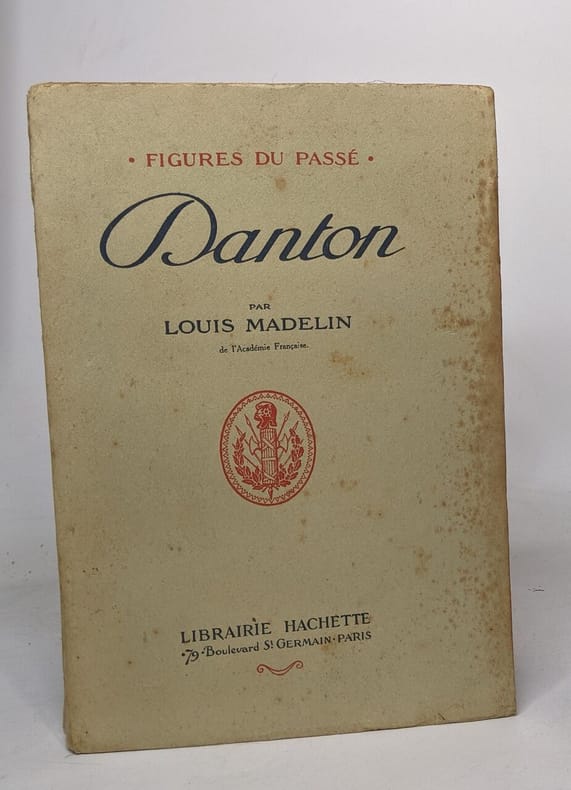 • FIGURES DU PASSÉ •
Danton
PAR
LOUIS MADELIN
de l'Académie Française.
LIBRAIRIE HACHETTE
·79·Boulevard St GERMAIN·PARIS